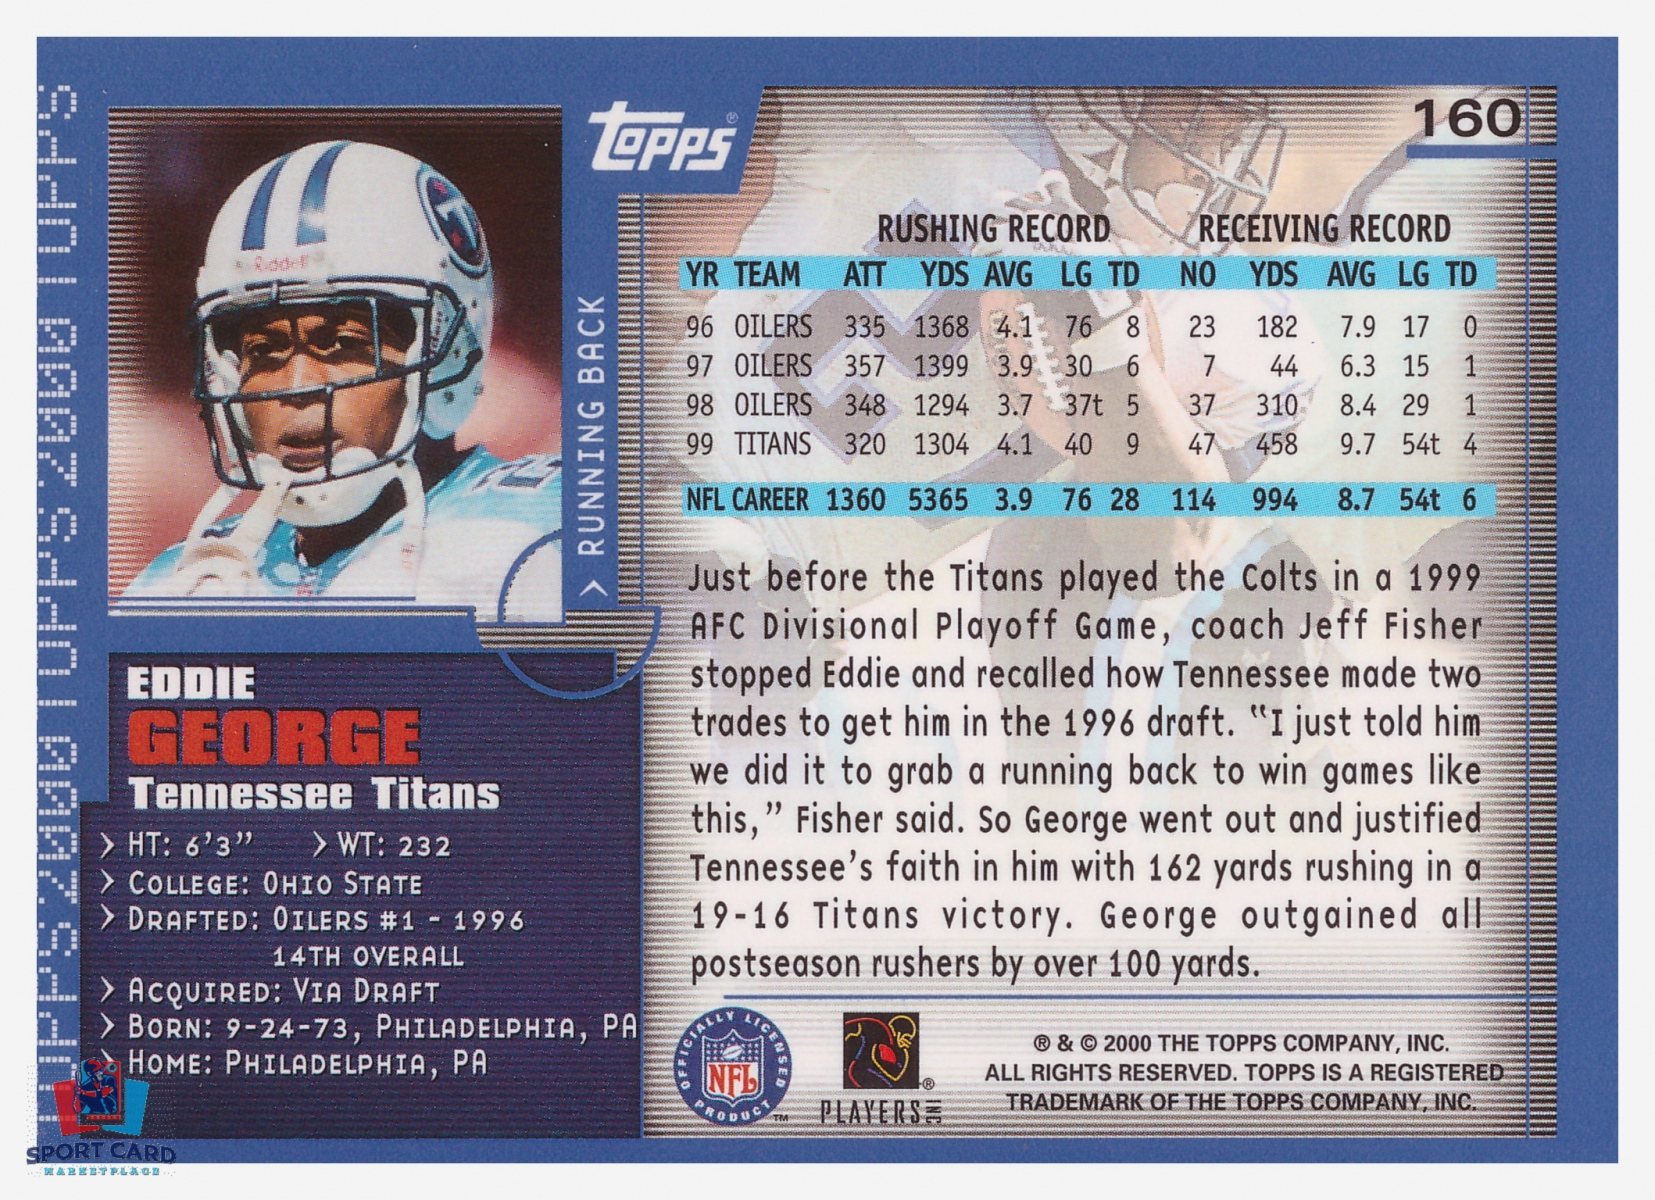 TOPPS 2000 TOPPS 2000 TOPPS 2000 TOPPS
Topps®
160
> RUNNING BACK
RUSHING RECORD RECEIVING RECORD
YR TEAM ATT YDS AVG LG TD NO YDS AVG LG TD
96 OILERS 335 1368 4.1 76 8 23 182 7.9 17 0
97 OILERS 357 1399 3.9 30 6 7 44 6.3 15 1
98 OILERS 348 1294 3.7 37t 5 37 310 8.4 29 1
99 TITANS 320 1304 4.1 40 9 47 458 9.7 54t 4
NFL CAREER 1360 5365 3.9 76 28 114 994 8.7 54t 6
Just before the Titans played the Colts in a 1999
AFC Divisional Playoff Game, coach Jeff Fisher
stopped Eddie and recalled how Tennessee made two
trades to get him in the 1996 draft. “I just told him
we did it to grab a running back to win games like
this,” Fisher said. So George went out and justified
Tennessee's faith in him with 162 yards rushing in a
19-16 Titans victory. George outgained all
postseason rushers by over 100 yards.
Riddell
EDDIE
GEORGE
Tennessee Titans
> HT: 6'3” > WT: 232
> COLLEGE: OHIO STATE
> DRAFTED: OILERS #1 - 1996
14TH OVERALL
> ACQUIRED: VIA DRAFT
> BORN: 9-24-73, PHILADELPHIA, PA
> HOME: PHILADELPHIA, PA
OFFICIALLY LICENSED
NFL
PRODUCT ™
PLAYERS INC ®
® & © 2000 THE TOPPS COMPANY, INC.
ALL RIGHTS RESERVED. TOPPS IS A REGISTERED
TRADEMARK OF THE TOPPS COMPANY, INC.
SPORT CARD
MARKETPLACE